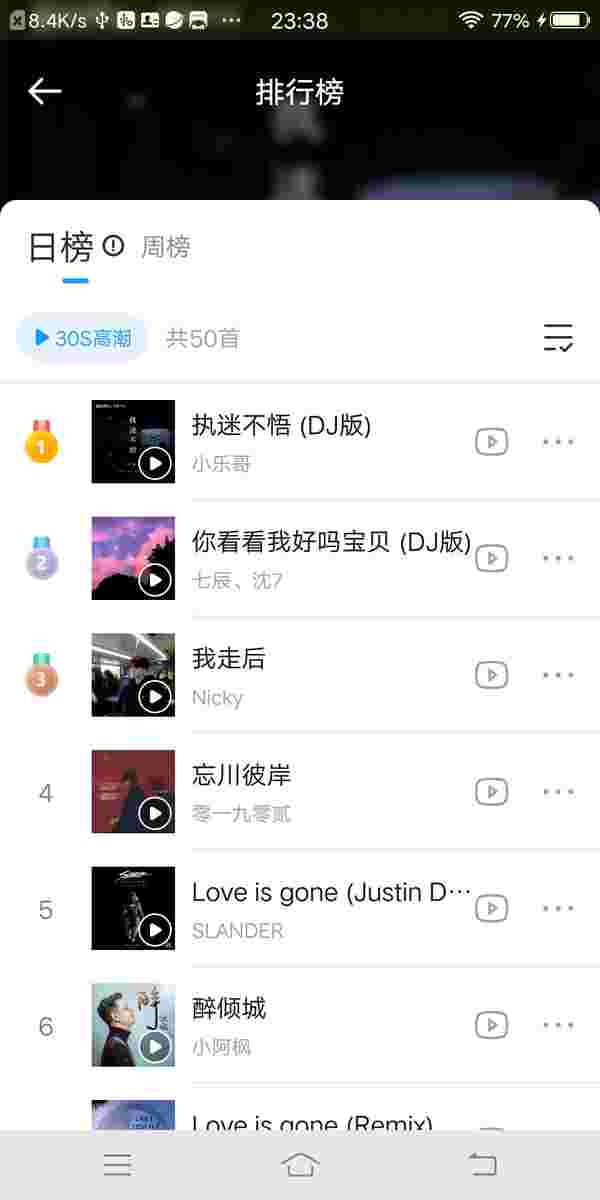 8.4K/s
23:38
77%
排行榜
日榜
周榜
30S高潮
共50首
1
执迷不悟 (DJ版)
小乐哥
2
你看看我好吗宝贝 (DJ版)
七辰、沈7
3
我走后
Nicky
4
忘川彼岸
零一九零贰
5
Love is gone (Justin D…
SLANDER
6
醉倾城
小阿枫
Love is gone (Remix)